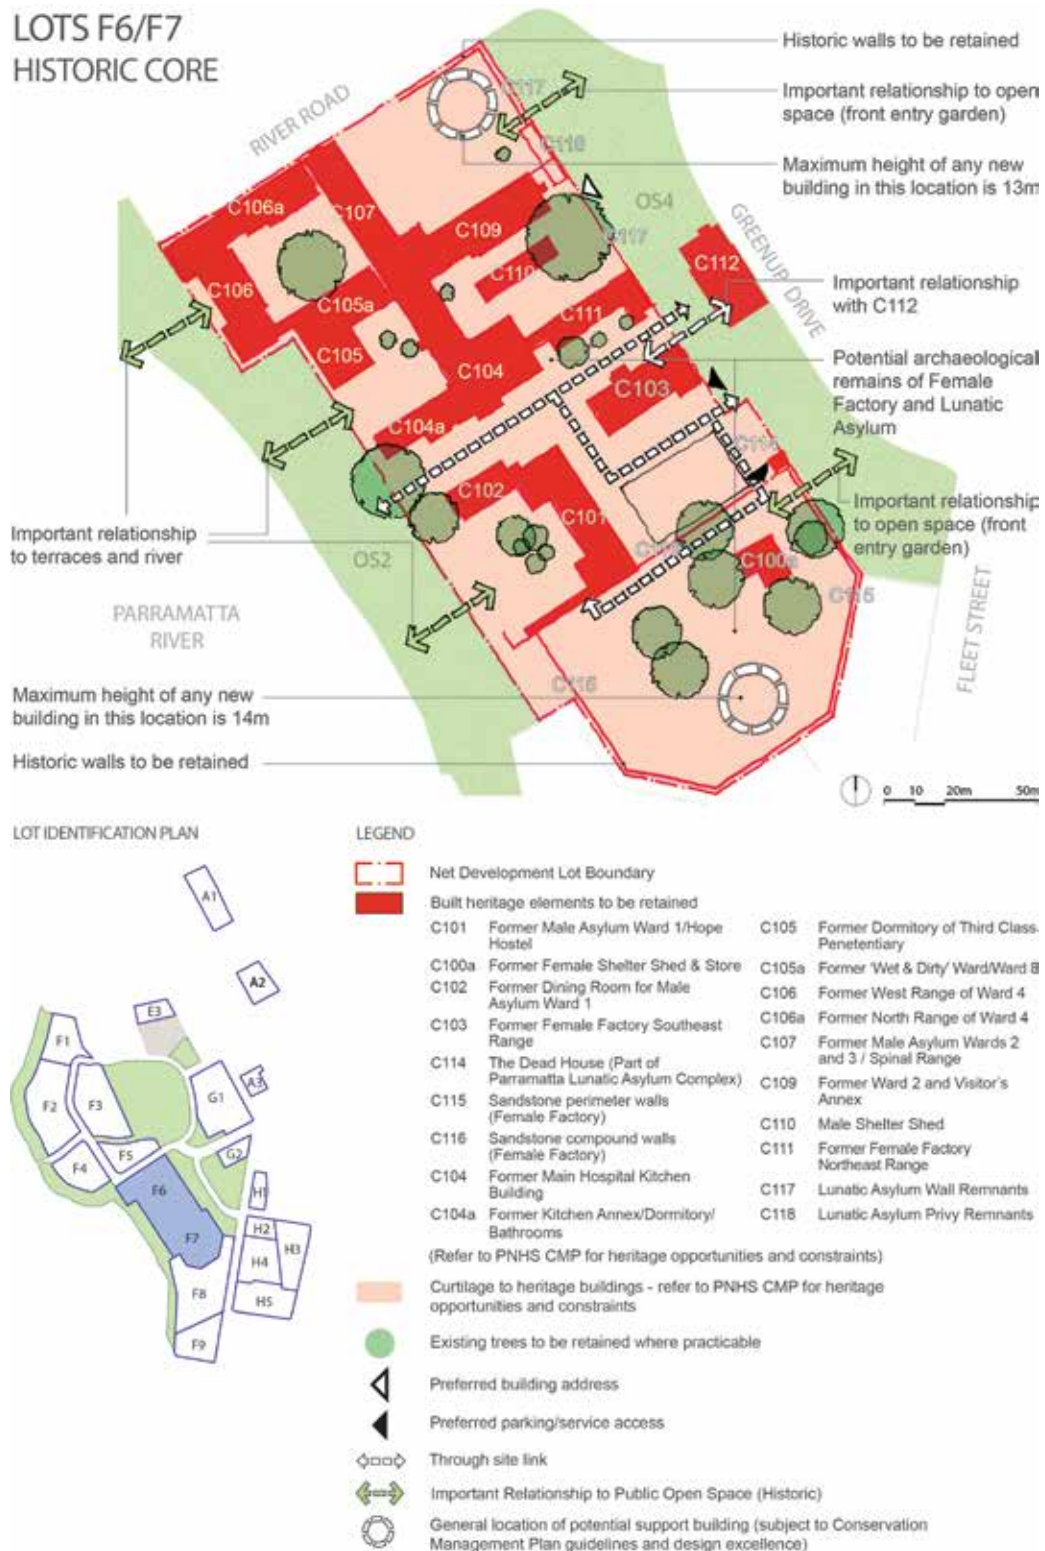 LOTS F6/F7
HISTORIC CORE
RIVER ROAD
Historic walls to be retained
Important relationship to open
space (front entry garden)
Maximum height of any new
building in this location is 13m
C117
C118
C106a
C107
C109
OS4
GREENUP DRIVE
C117
C110
C112
C106
C105a
C111
Important relationship
with C112
C105
C104
C103
Potential archaeological
remains of Female
Factory and Lunatic
Asylum
C104a
C114
C102
C101
Important relationship
to terraces and river
OS2
Important relationship
to open space (front
entry garden)
C100a
C115
PARRAMATTA
RIVER
FLEET STREET
Maximum height of any new
building in this location is 14m
Historic walls to be retained
0 10 20m 50m
LOT IDENTIFICATION PLAN
A1
A2
E3
F1
A3
F2
F3
G1
F5
F4
G2
F6
H1
F7
H2
H3
H4
F8
H5
F9
LEGEND
Net Development Lot Boundary
Built heritage elements to be retained
C101 Former Male Asylum Ward 1/Hope
Hostel
C100a Former Female Shelter Shed & Store
C102 Former Dining Room for Male
Asylum Ward 1
C103 Former Female Factory Southeast
Range
C114 The Dead House (Part of
Parramatta Lunatic Asylum Complex)
C115 Sandstone perimeter walls
(Female Factory)
C116 Sandstone compound walls
(Female Factory)
C104 Former Main Hospital Kitchen
Building
C104a Former Kitchen Annex/Dormitory/
Bathrooms
C105 Former Dormitory of Third Class
Penetentiary
C105a Former 'Wet & Dirty' Ward/Ward 8
C106 Former West Range of Ward 4
C106a Former North Range of Ward 4
C107 Former Male Asylum Wards 2
and 3 / Spinal Range
C109 Former Ward 2 and Visitor's
Annex
C110 Male Shelter Shed
C111 Former Female Factory
Northeast Range
C117 Lunatic Asylum Wall Remnants
C118 Lunatic Asylum Privy Remnants
(Refer to PNHS CMP for heritage opportunities and constraints)
Curtilage to heritage buildings - refer to PNHS CMP for heritage
opportunities and constraints
Existing trees to be retained where practicable
Preferred building address
Preferred parking/service access
Through site link
Important Relationship to Public Open Space (Historic)
General location of potential support building (subject to Conservation
Management Plan guidelines and design excellence)